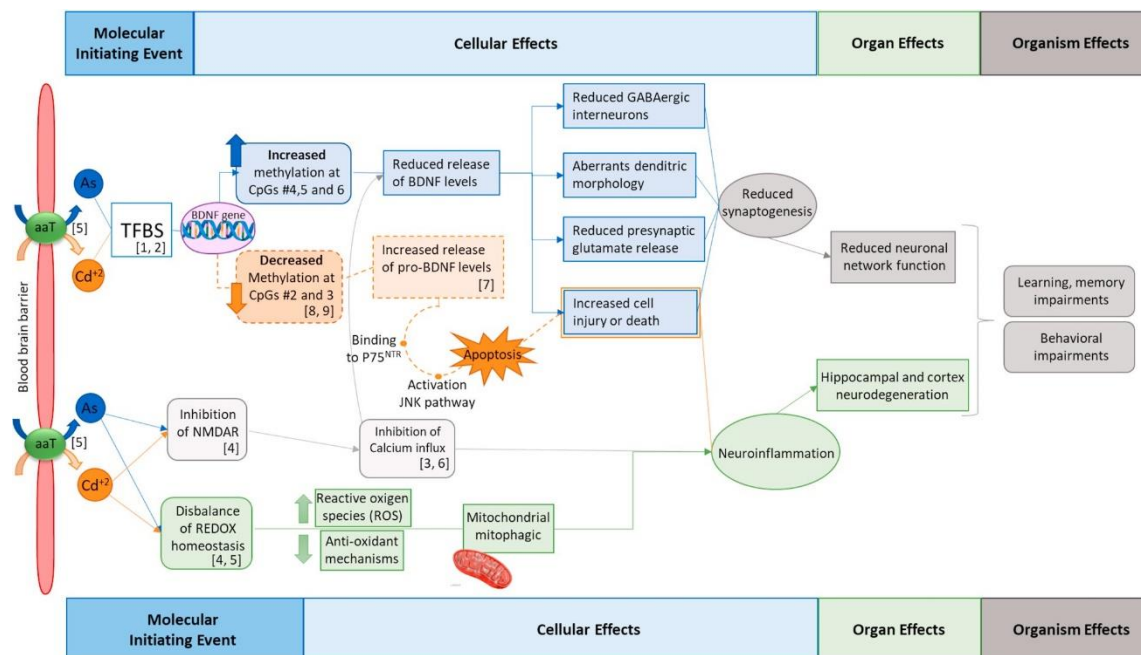 Molecular
Initiating Event
Cellular Effects
Organ Effects
Organism Effects
Blood brain barrier
As
aaT
[5]
Cd+2
TFBS
[1, 2]
BDNF gene
Increased
methylation at
CpGs #4,5 and 6
Decreased
Methylation at
CpGs #2 and 3
[8, 9]
Reduced release
of BDNF levels
Increased release
of pro-BDNF levels
[7]
Binding
to P75NTR
Activation
JNK pathway
Apoptosis
Reduced GABAergic
interneurons
Aberrants denditric
morphology
Reduced presynaptic
glutamate release
Increased cell
injury or death
Reduced
synaptogenesis
Reduced neuronal
network function
Learning, memory
impairments
Behavioral
impairments
Hippocampal and cortex
neurodegeneration
Neuroinflammation
As
aaT
[5]
Cd+2
Inhibition
of NMDAR
[4]
Inhibition of
Calcium influx
[3, 6]
Disbalance
of REDOX
homeostasis
[4, 5]
Reactive oxigen
species (ROS)
Anti-oxidant
mechanisms
Mitochondrial
mitophagic
Molecular
Initiating Event
Cellular Effects
Organ Effects
Organism Effects